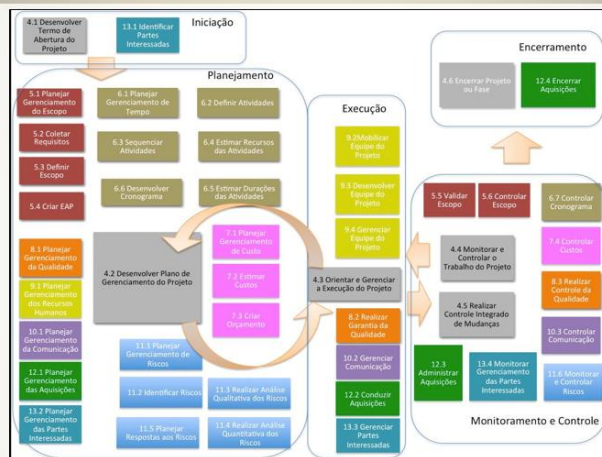 Iniciação
4.1 Desenvolver
Termo de
Abertura do
Projeto
13.1 Identificar
Partes
Interessadas
Planejamento
5.1 Planejar
Gerenciamento
do Escopo
6.1 Planejar
Gerenciamento de
Tempo
6.2 Definir Atividades
5.2 Coletar
Requisitos
6.3 Sequenciar
Atividades
6.4 Estimar Recursos
das Atividades
5.3 Definir
Escopo
5.4 Criar EAP
6.6 Desenvolver
Cronograma
6.5 Estimar Durações
das Atividades
8.1 Planejar
Gerenciamento
da Qualidade
9.1 Planejar
Gerenciamento
dos Recursos
Humanos
10.1 Planejar
Gerenciamento
da Comunicação
12.1 Planejar
Gerenciamento
das Aquisições
13.2 Planejar
Gerenciamento
das Partes
Interessadas
4.2 Desenvolver Plano de
Gerenciamento do Projeto
7.1 Planejar
Gerenciamento
de Custo
7.2 Estimar
Custos
7.3 Criar
Orçamento
11.1 Planejar
Gerenciamento de
Riscos
11.2 Identificar Riscos
11.3 Realizar Análise
Qualitativa dos Riscos
11.5 Planejar
Respostas aos Riscos
11.4 Realizar Análise
Quantitativa dos
Riscos
Execução
9.2Mobilizar
Equipe do
Projeto
9.3 Desenvolver
Equipe do
Projeto
9.4 Gerenciar
Equipe do
Projeto
4.3 Orientar e Gerenciar
a Execução do Projeto
8.2 Realizar
Garantia da
Qualidade
10.2 Gerenciar
Comunicação
12.2 Conduzir
Aquisições
13.3 Gerenciar
Partes
Interessadas
Encerramento
4.6 Encerrar Projeto
ou Fase
12.4 Encerrar
Aquisições
5.5 Validar
Escopo
5.6 Controlar
Escopo
6.7 Controlar
Cronograma
4.4 Monitorar e
Controlar o
Trabalho do Projeto
7.4 Controlar
Custos
4.5 Realizar
Controle Integrado
de Mudanças
8.3 Realizar
Controle da
Qualidade
10.3 Controlar
Comunicação
12.3
Administrar
Aquisições
13.4 Monitorar
Gerenciamento
das Partes
Interessadas
11.6 Monitorar
e Controlar
Riscos
Monitoramento e Controle